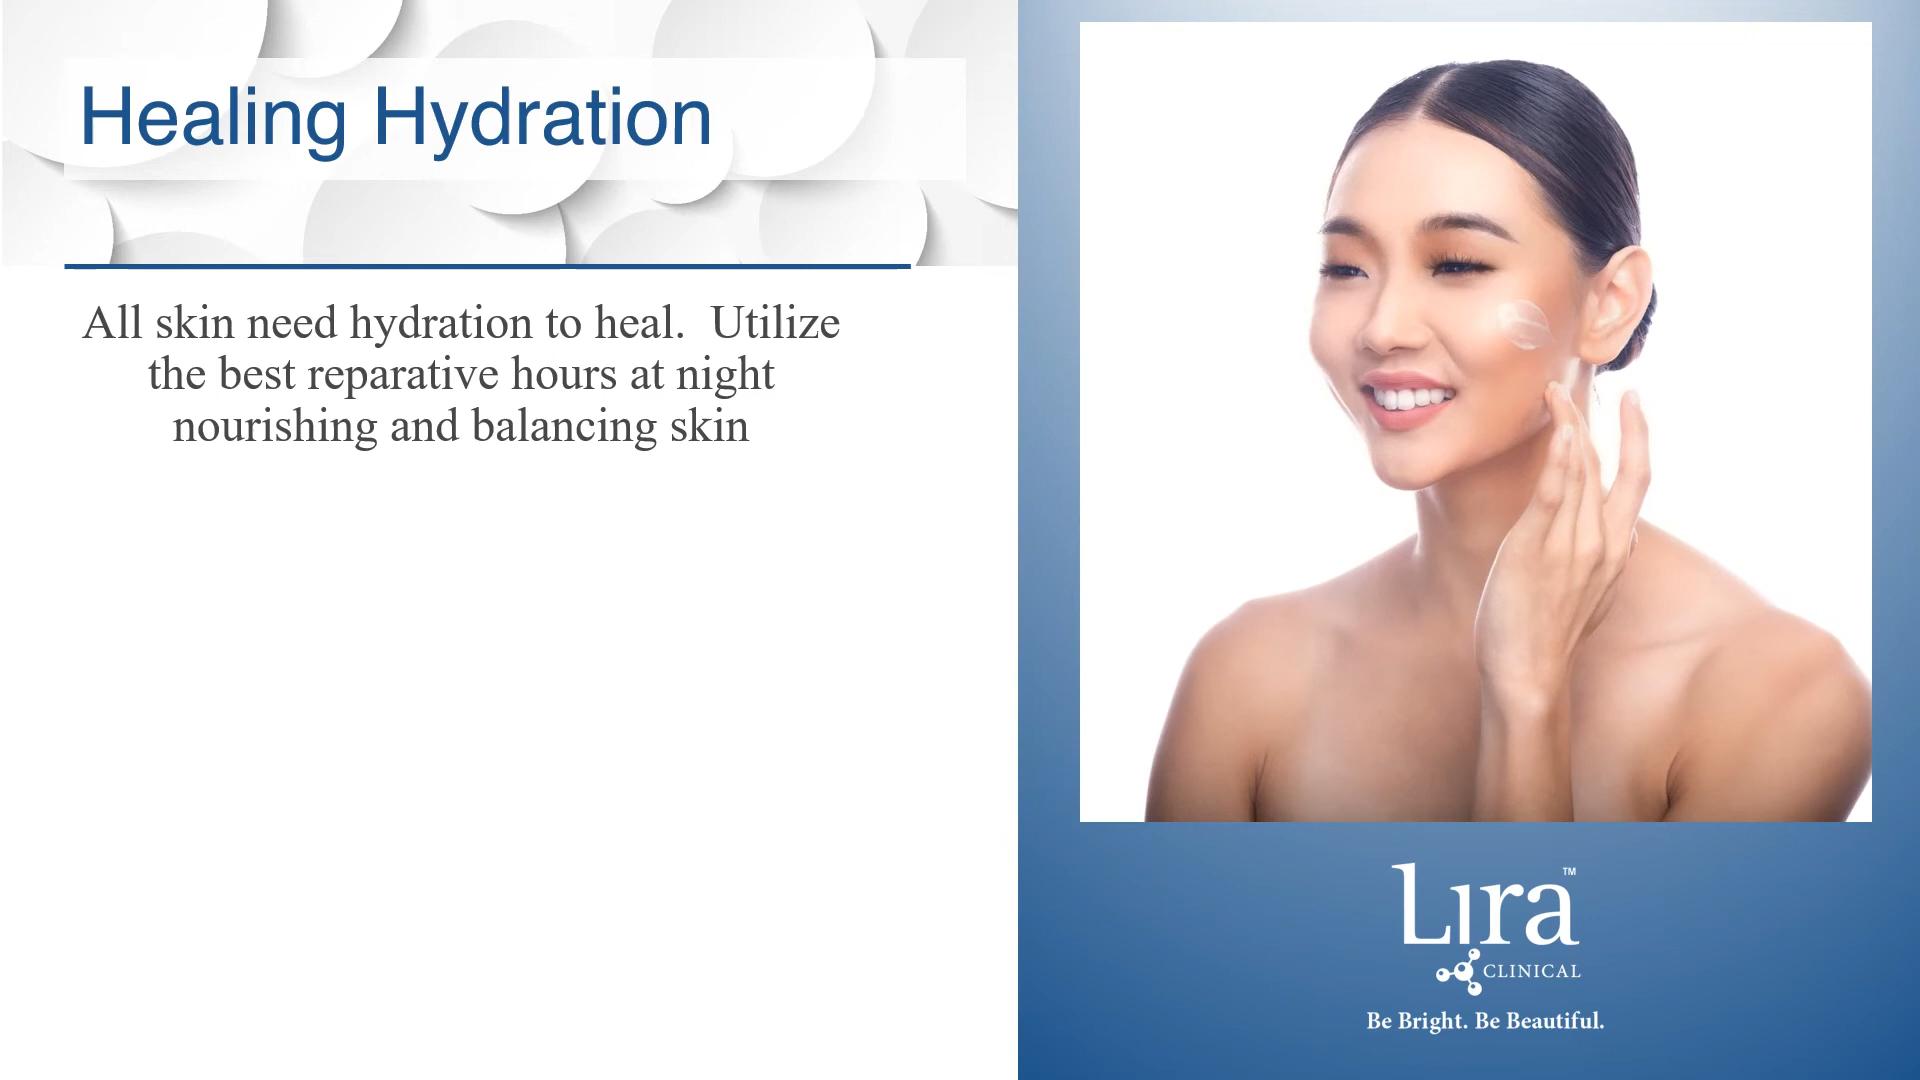 Healing Hydration
All skin need hydration to heal.  Utilize
the best reparative hours at night
nourishing and balancing skin
Lira™
CLINICAL
Be Bright. Be Beautiful.